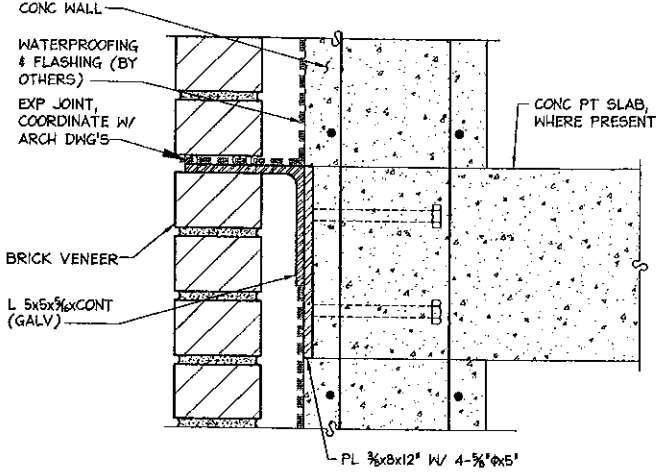 CONC WALL
WATERPROOFING
& FLASHING (BY
OTHERS)
EXP JOINT,
COORDINATE W/
ARCH DWG'S
CONC PT SLAB,
WHERE PRESENT
BRICK VENEER
L 5x5x5/16xCONT
(GALV)
PL 3/8x8x12" W/ 4-5/8"φx5"